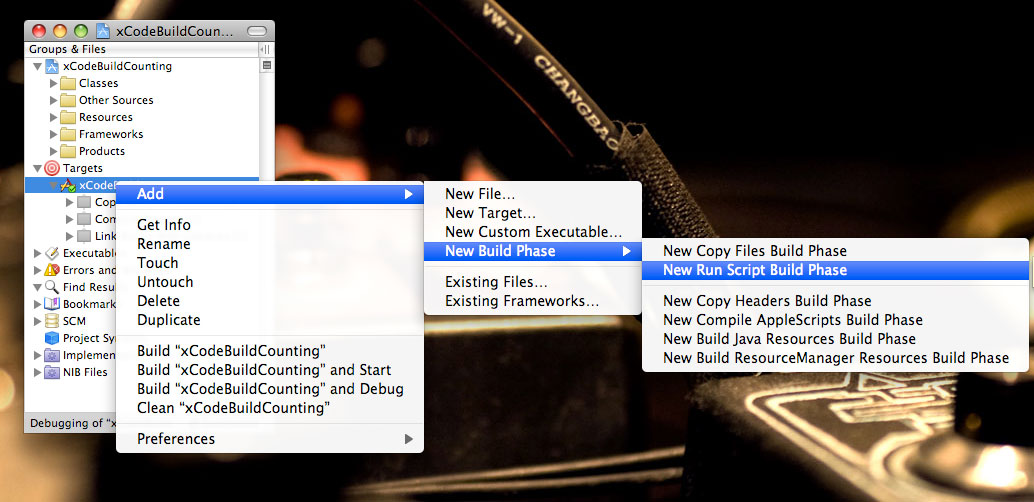 xCodeBuildCoun...
Groups & Files
xCodeBuildCounting
Classes
Other Sources
Resources
Frameworks
Products
Targets
xCodeB
Cop
Com
Link
Executabl
Errors and
Find Resu
Bookmark
SCM
Project Sy
Implemen
NIB Files
Debugging of "x
Add
Get Info
Rename
Touch
Untouch
Delete
Duplicate
Build “xCodeBuildCounting”
Build “xCodeBuildCounting” and Start
Build “xCodeBuildCounting” and Debug
Clean “xCodeBuildCounting”
Preferences
New File...
New Target...
New Custom Executable...
New Build Phase
Existing Files...
Existing Frameworks...
New Copy Files Build Phase
New Run Script Build Phase
New Copy Headers Build Phase
New Compile AppleScripts Build Phase
New Build Java Resources Build Phase
New Build ResourceManager Resources Build Phase
VW-1
CHANGBAO